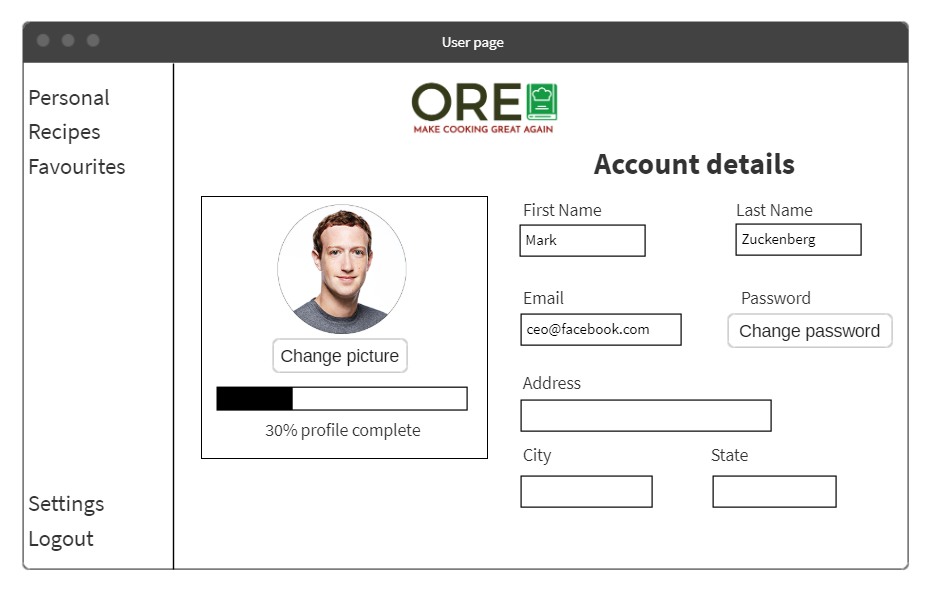 User page
Personal
Recipes
Favourites
Settings
Logout
ORE
MAKE COOKING GREAT AGAIN
Account details
Change picture
30% profile complete
First Name
Last Name
Mark
Zuckenberg
Email
Password
ceo@facebook.com
Change password
Address
City
State